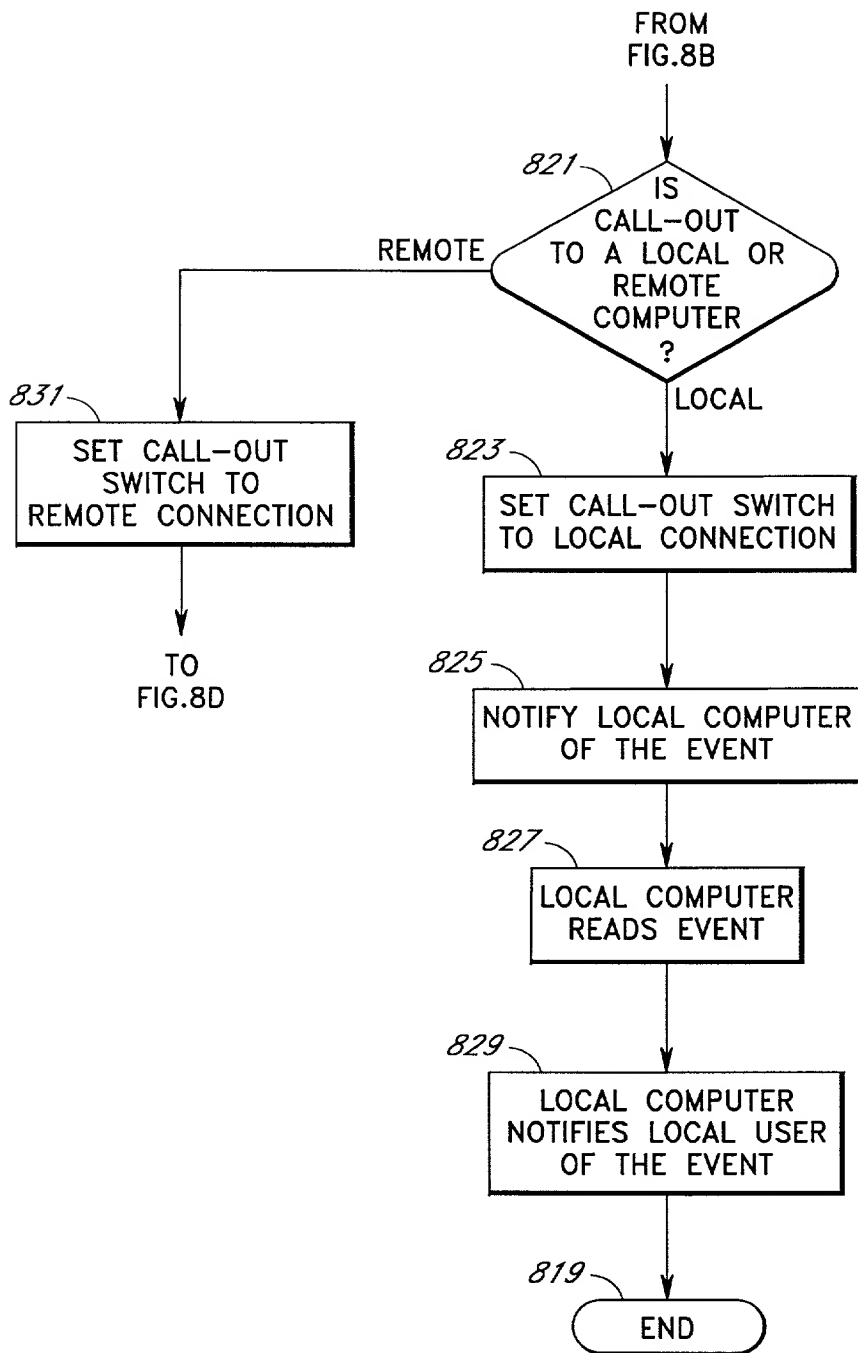 FROM
FIG.8B
821
IS
CALL-OUT
TO A LOCAL OR
REMOTE
COMPUTER
?
REMOTE
LOCAL
831
SET CALL-OUT
SWITCH TO
REMOTE CONNECTION
TO
FIG.8D
823
SET CALL-OUT SWITCH
TO LOCAL CONNECTION
825
NOTIFY LOCAL COMPUTER
OF THE EVENT
827
LOCAL COMPUTER
READS EVENT
829
LOCAL COMPUTER
NOTIFIES LOCAL USER
OF THE EVENT
819
END